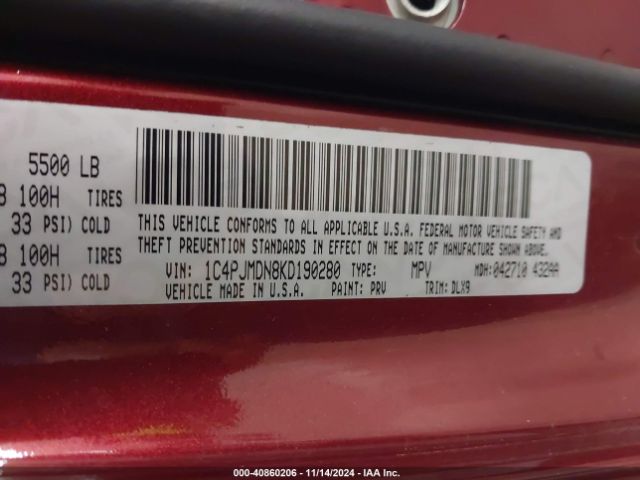 5500 LB
8 100H TIRES
33 PSI) COLD
8 100H TIRES
33 PSI) COLD
THIS VEHICLE CONFORMS TO ALL APPLICABLE U.S.A. FEDERAL MOTOR VEHICLE SAFETY AND
THEFT PREVENTION STANDARDS IN EFFECT ON THE DATE OF MANUFACTURE SHOWN ABOVE.
VIN: 1C4PJMDN8KD190280 TYPE: MPV MDH: 042710 4329A
VEHICLE MADE IN U.S.A. PAINT: PRV TRIM: DLX9
000-40860206 - 11/14/2024 - IAA Inc.